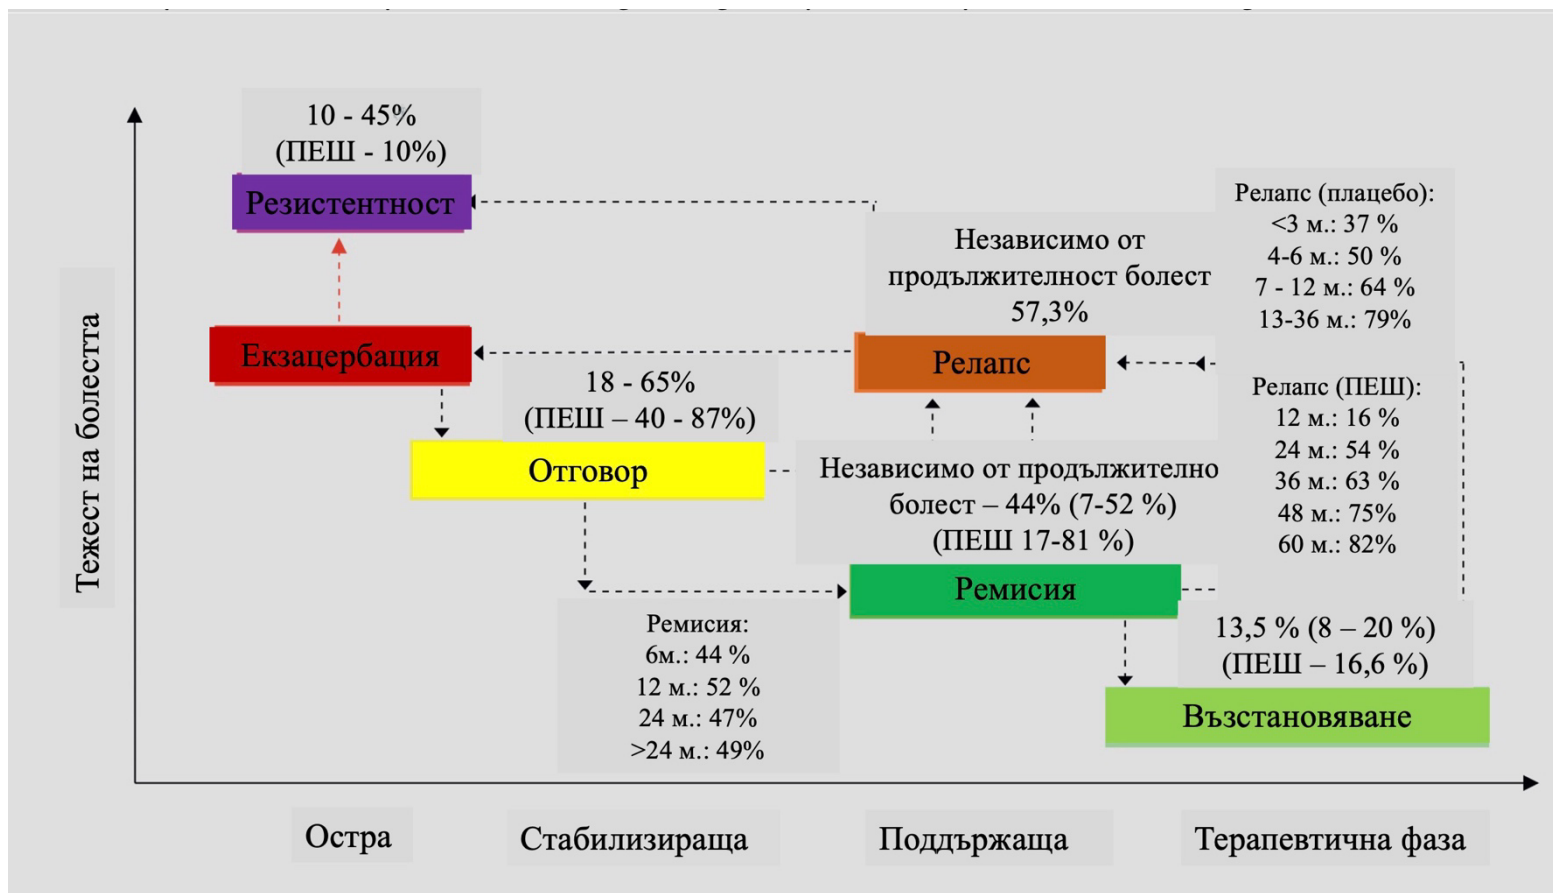 10 - 45%
(ПЕШ - 10%)
Резистентност
Релапс (плацебо):
<3 м.: 37 %
4-6 м.: 50 %
7 - 12 м.: 64 %
13-36 м.: 79%
Независимо от
продължителност болест
57,3%
Екзацербация
Релапс
18 - 65%
(ПЕШ – 40 - 87%)
Релапс (ПЕШ):
12 м.: 16 %
24 м.: 54 %
36 м.: 63 %
48 м.: 75%
60 м.: 82%
Отговор
Независимо от продължително
болест – 44% (7-52 %)
(ПЕШ 17-81 %)
Ремисия
Ремисия:
6м.: 44 %
12 м.: 52 %
24 м.: 47%
>24 м.: 49%
13,5 % (8 – 20 %)
(ПЕШ – 16,6 %)
Възстановяване
Тежест на болестта
Остра
Стабилизираща
Поддържаща
Терапевтична фаза